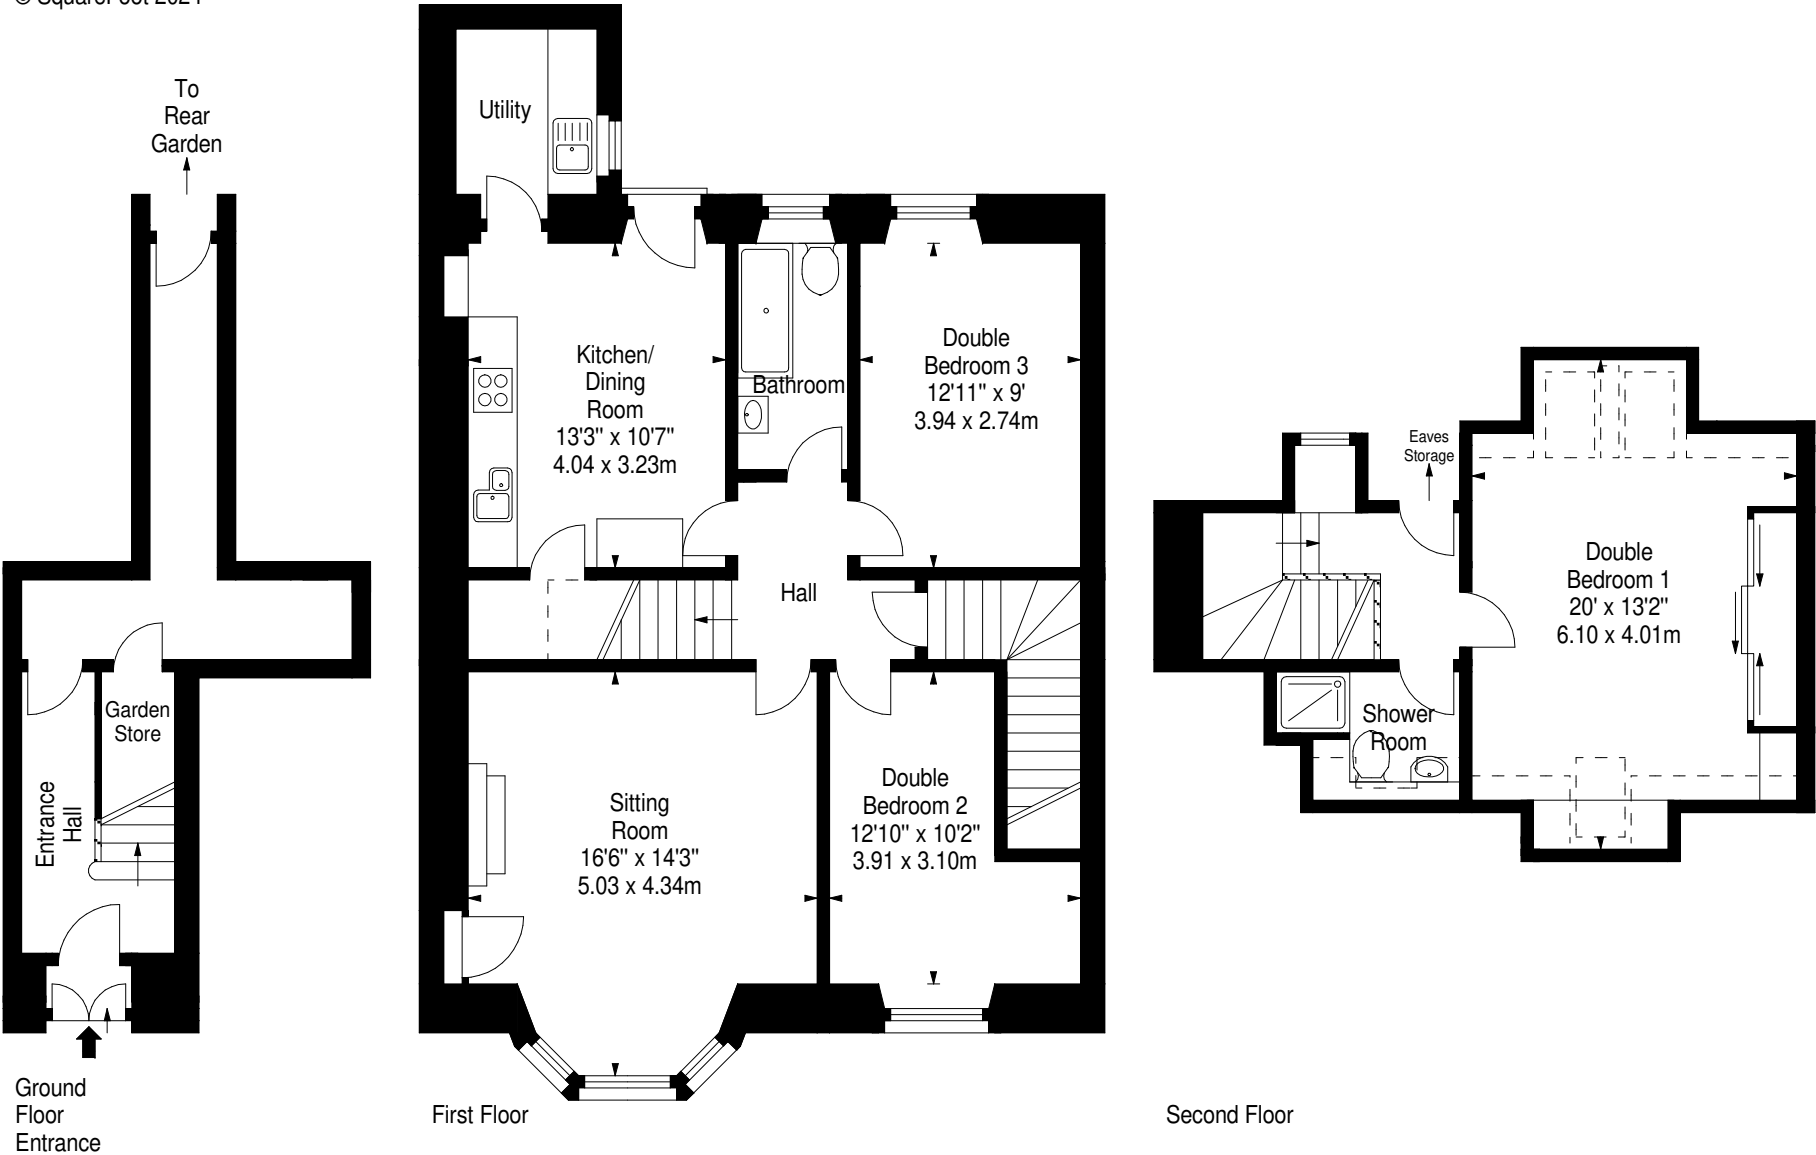 To
Rear
Garden
Garden
Store
Entrance
Hall
Ground
Floor
Entrance
Utility
Kitchen/
Dining
Room
13'3" x 10'7"
4.04 x 3.23m
Bathroom
Double
Bedroom 3
12'11" x 9'
3.94 x 2.74m
Hall
Sitting
Room
16'6" x 14'3"
5.03 x 4.34m
Double
Bedroom 2
12'10" x 10'2"
3.91 x 3.10m
First Floor
Eaves
Storage
Double
Bedroom 1
20' x 13'2"
6.10 x 4.01m
Shower
Room
Second Floor